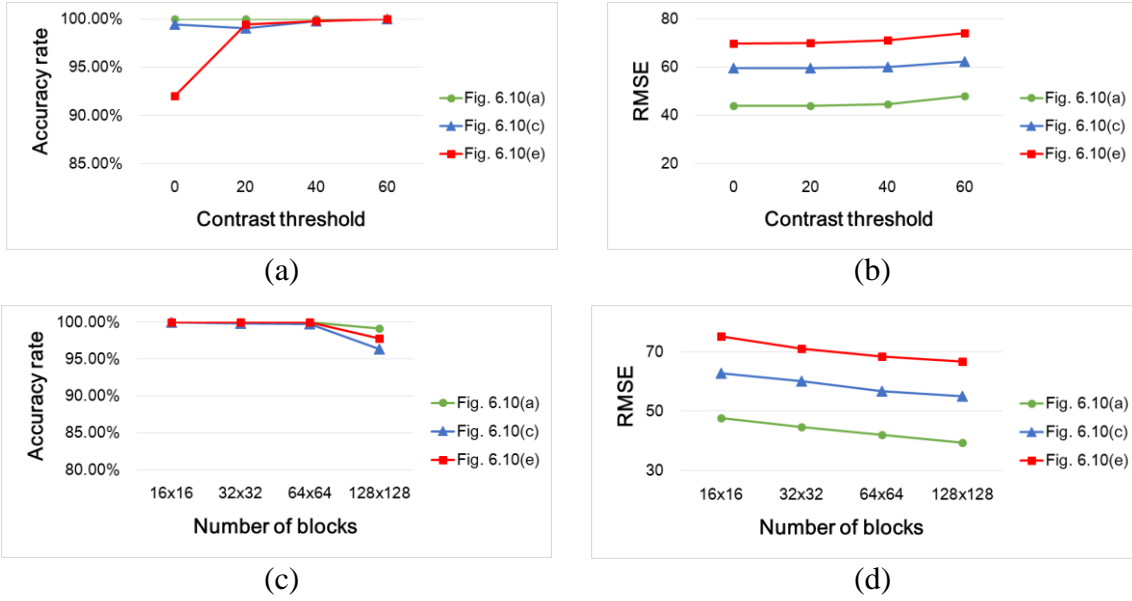 100.00%
95.00%
90.00%
85.00%
Accuracy rate
0 20 40 60
Contrast threshold
Fig. 6.10(a)
Fig. 6.10(c)
Fig. 6.10(e)
(a)
80
60
40
20
RMSE
0 20 40 60
Contrast threshold
Fig. 6.10(a)
Fig. 6.10(c)
Fig. 6.10(e)
(b)
100.00%
95.00%
90.00%
85.00%
80.00%
Accuracy rate
16x16 32x32 64x64 128x128
Number of blocks
Fig. 6.10(a)
Fig. 6.10(c)
Fig. 6.10(e)
(c)
70
50
30
RMSE
16x16 32x32 64x64 128x128
Number of blocks
Fig. 6.10(a)
Fig. 6.10(c)
Fig. 6.10(e)
(d)